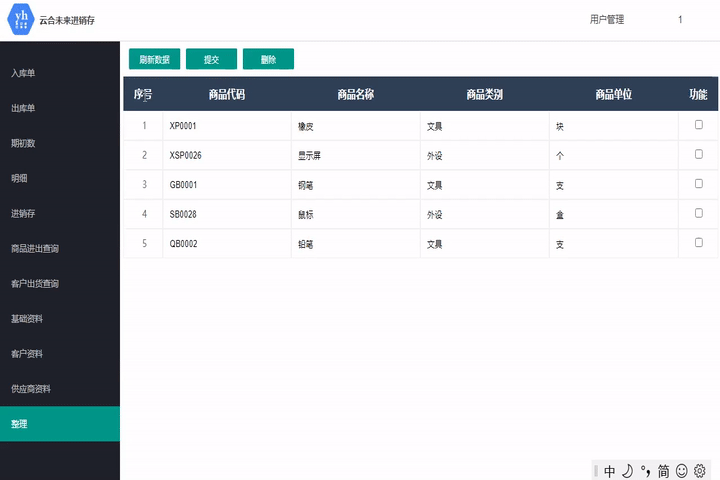 yh
云合未来进销存
用户管理 1
入库单
出库单
期初数
明细
进销存
商品进出查询
客户出货查询
基础资料
客户资料
供应商资料
整理
刷新数据 提交 删除
序号 商品代码 商品名称 商品类别 商品单位 功能
1 XP0001 橡皮 文具 块
2 XSP0026 显示屏 外设 个
3 GB0001 钢笔 文具 支
4 SB0028 鼠标 外设 盒
5 QB0002 铅笔 文具 支
中 简